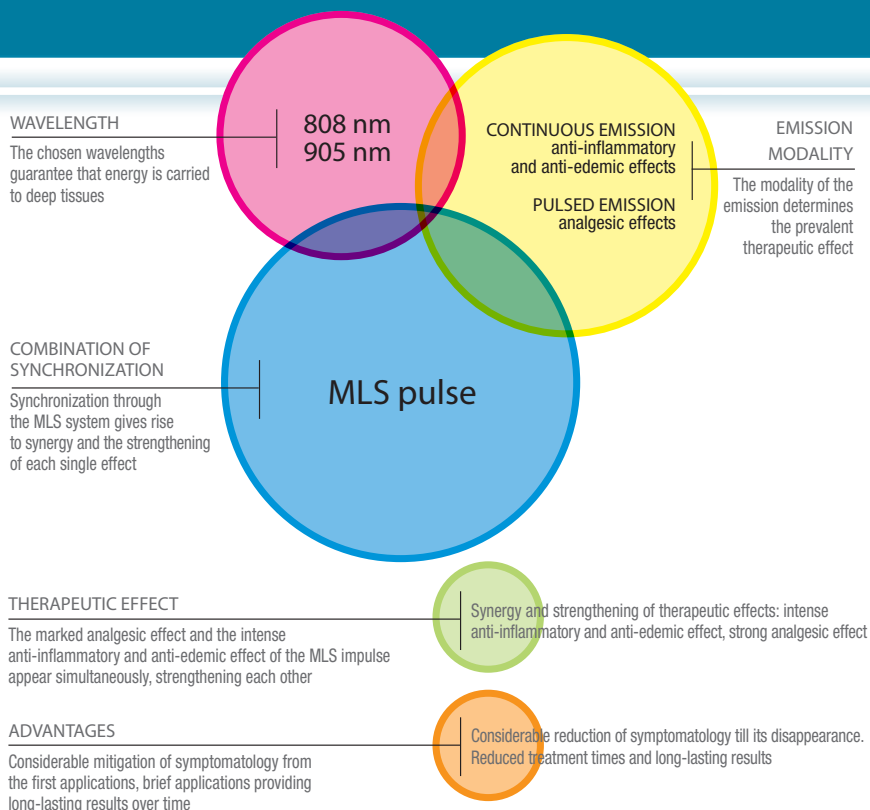 WAVELENGTH
The chosen wavelengths
guarantee that energy is carried
to deep tissues
808 nm
905 nm
CONTINUOUS EMISSION
anti-inflammatory
and anti-edemic effects
PULSED EMISSION
analgesic effects
EMISSION
MODALITY
The modality of the
emission determines
the prevalent
therapeutic effect
COMBINATION OF
SYNCHRONIZATION
Synchronization through
the MLS system gives rise
to synergy and the strengthening
of each single effect
MLS pulse
THERAPEUTIC EFFECT
The marked analgesic effect and the intense
anti-inflammatory and anti-edemic effect of the MLS impulse
appear simultaneously, strengthening each other
Synergy and strengthening of therapeutic effects: intense
anti-inflammatory and anti-edemic effect, strong analgesic effect
ADVANTAGES
Considerable mitigation of symptomatology from
the first applications, brief applications providing
long-lasting results over time
Considerable reduction of symptomatology till its disappearance.
Reduced treatment times and long-lasting results